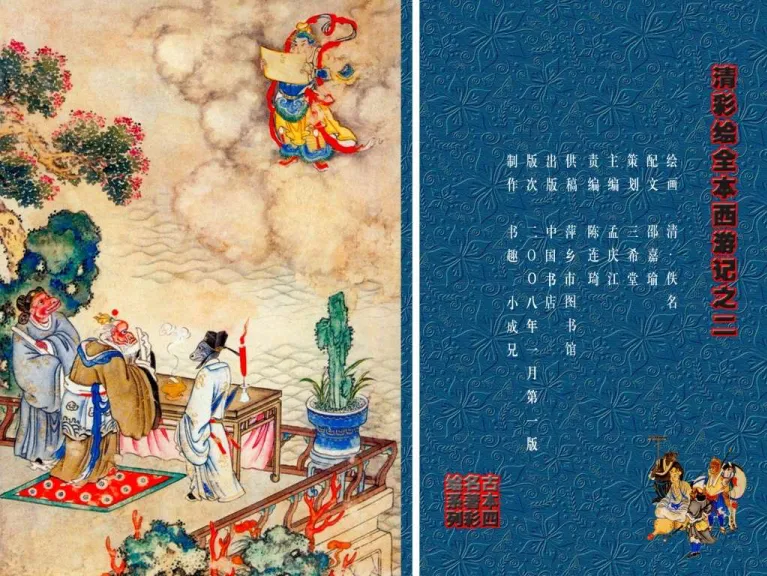 清彩绘全本西游记之二
绘画 清·佚名
配文 邵嘉瑜
策划 三希堂
主编 孟庆江
责编 陈连琦
供稿 萍乡市图书馆
出版 中国书店
版次 二〇〇八年一月第一版
制作 书趣 小成兄
古本四
名著彩
绘系列